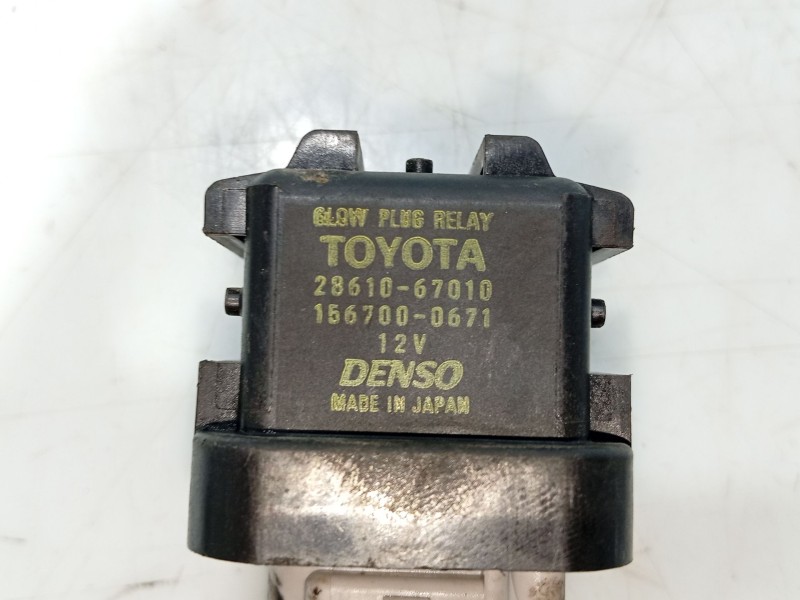 GLOW PLUG RELAY
TOYOTA
28610-67010
156700-0671
12V
DENSO
MADE IN JAPAN